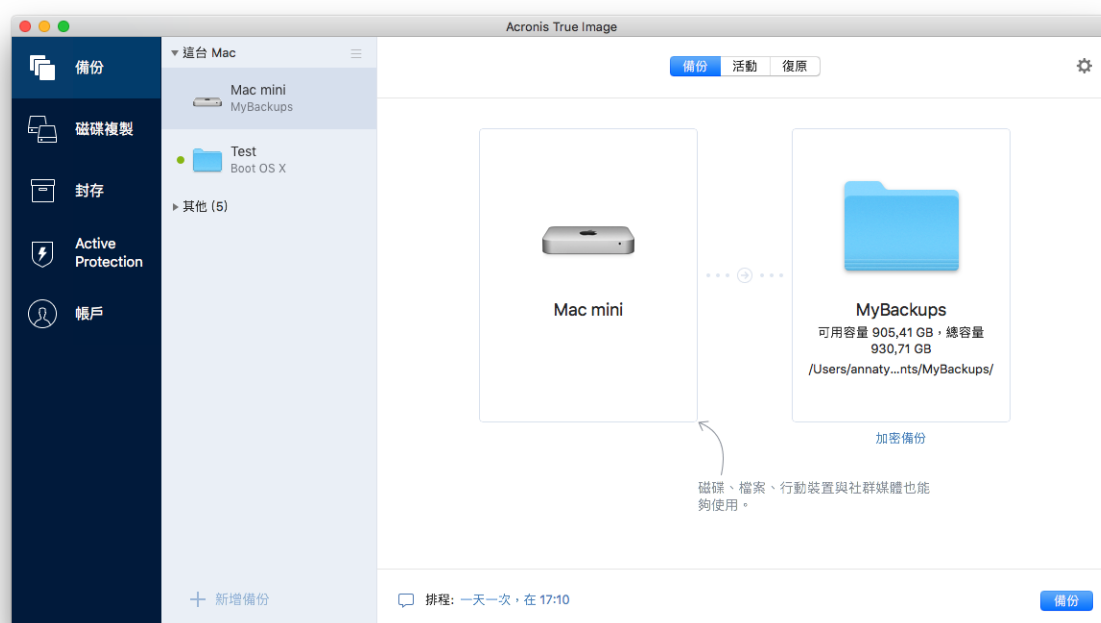 Acronis True Image
備份
磁碟複製
封存
Active
Protection
帳戶
這台 Mac
Mac mini
MyBackups
Test
Boot OS X
其他 (5)
新增備份
備份
活動
復原
Mac mini
MyBackups
可用容量 905,41 GB，總容量
930,71 GB
/Users/annaty...nts/MyBackups/
加密備份
磁碟、檔案、行動裝置與社群媒體也能
夠使用。
排程: 一天一次，在 17:10
備份